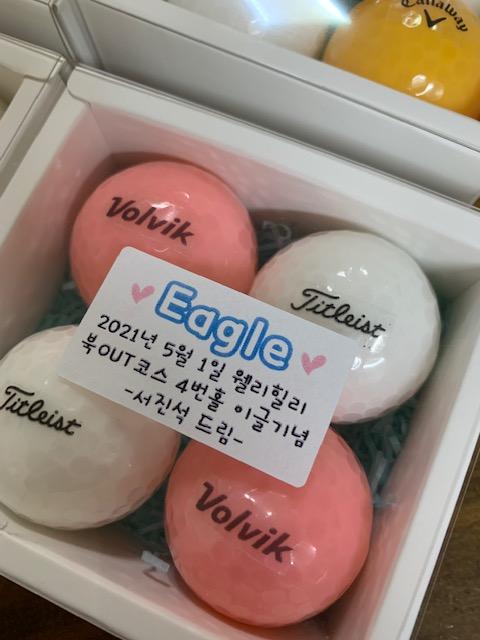 Callaway
Volvik
Titleist
Eagle
2021년 5월 1일 웰리힐리
북OUT코스 4번홀 이글기념
-서진석 드림-
Titleist
Volvik